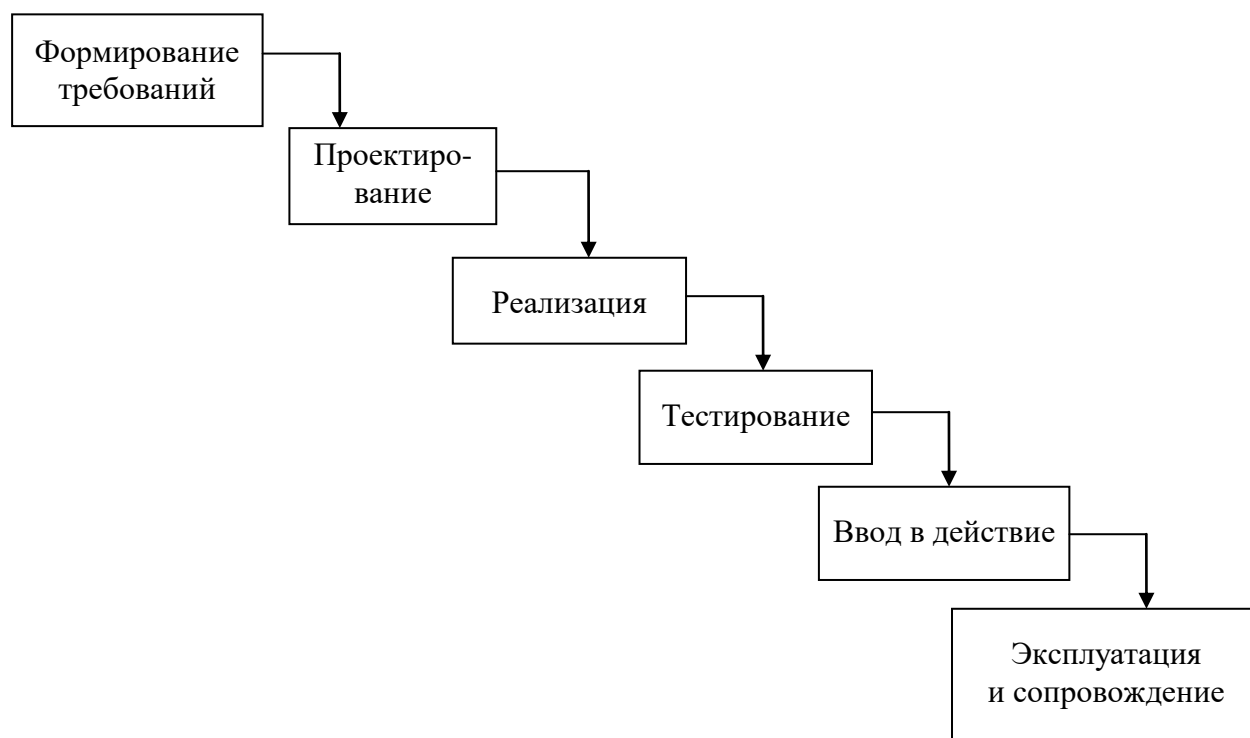 Формирование
требований
Проектиро-
вание
Реализация
Тестирование
Ввод в действие
Эксплуатация
и сопровождение